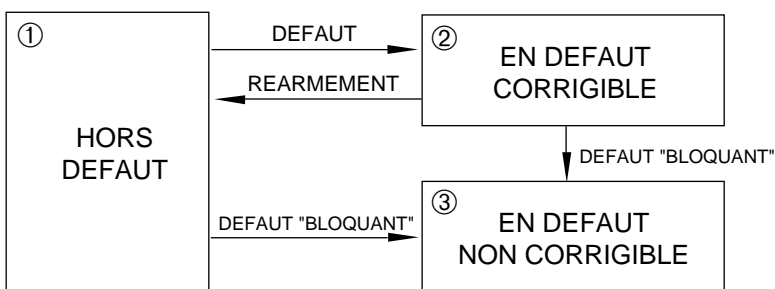 ①
HORS
DEFAUT
DEFAUT
REARMEMENT
②
EN DEFAUT
CORRIGIBLE
DEFAUT "BLOQUANT"
DEFAUT "BLOQUANT"
③
EN DEFAUT
NON CORRIGIBLE